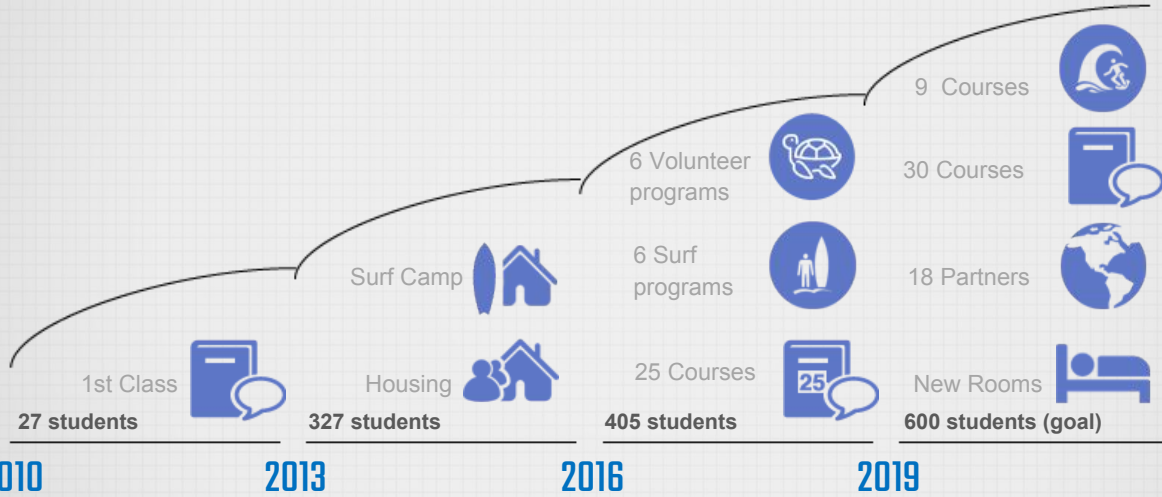 9 Courses
6 Volunteer
programs
30 Courses
Surf Camp
6 Surf
programs
18 Partners
1st Class
Housing
25 Courses
25
New Rooms
27 students
327 students
405 students
600 students (goal)
010
2013
2016
2019